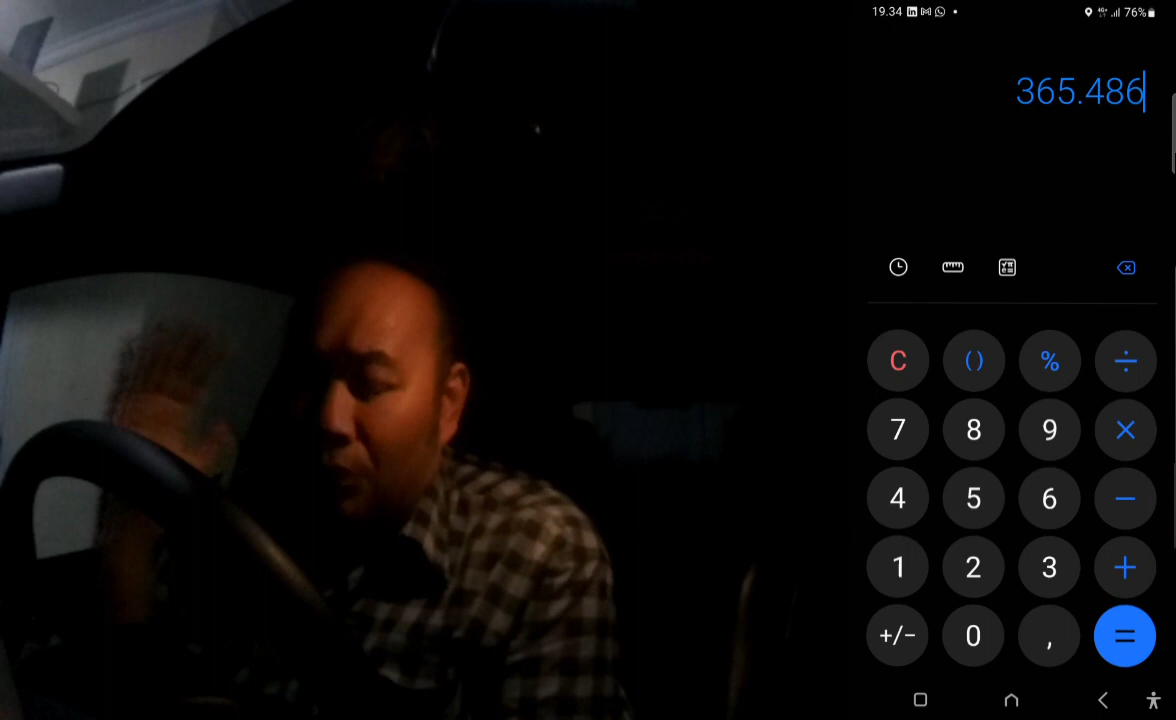 19.34 76%
365.486
C () % ÷
7 8 9 ×
4 5 6 −
1 2 3 +
+/− 0 , =